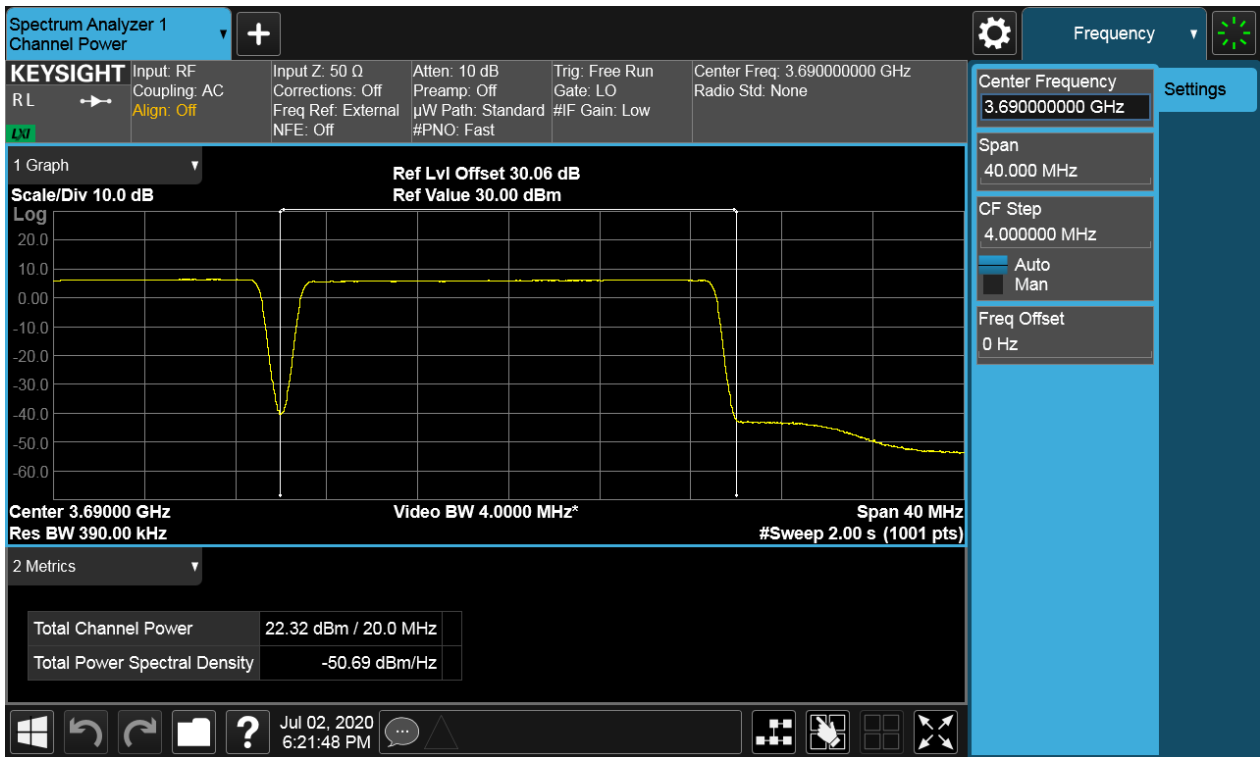 Spectrum Analyzer 1
Channel Power
Frequency
KEYSIGHT
RL
LXI
Input: RF
Coupling: AC
Align: Off
Input Z: 50 Ω
Corrections: Off
Freq Ref: External
NFE: Off
Atten: 10 dB
Preamp: Off
µW Path: Standard
#PNO: Fast
Trig: Free Run
Gate: LO
#IF Gain: Low
Center Freq: 3.690000000 GHz
Radio Std: None
Center Frequency
3.690000000 GHz
Settings
Span
40.000 MHz
CF Step
4.000000 MHz
Auto
Man
Freq Offset
0 Hz
1 Graph
Ref Lvl Offset 30.06 dB
Scale/Div 10.0 dB
Ref Value 30.00 dBm
Log
20.0
10.0
0.00
-10.0
-20.0
-30.0
-40.0
-50.0
-60.0
Center 3.69000 GHz
Video BW 4.0000 MHz*
Span 40 MHz
Res BW 390.00 kHz
#Sweep 2.00 s (1001 pts)
2 Metrics
Total Channel Power 22.32 dBm / 20.0 MHz
Total Power Spectral Density -50.69 dBm/Hz
Jul 02, 2020
6:21:48 PM